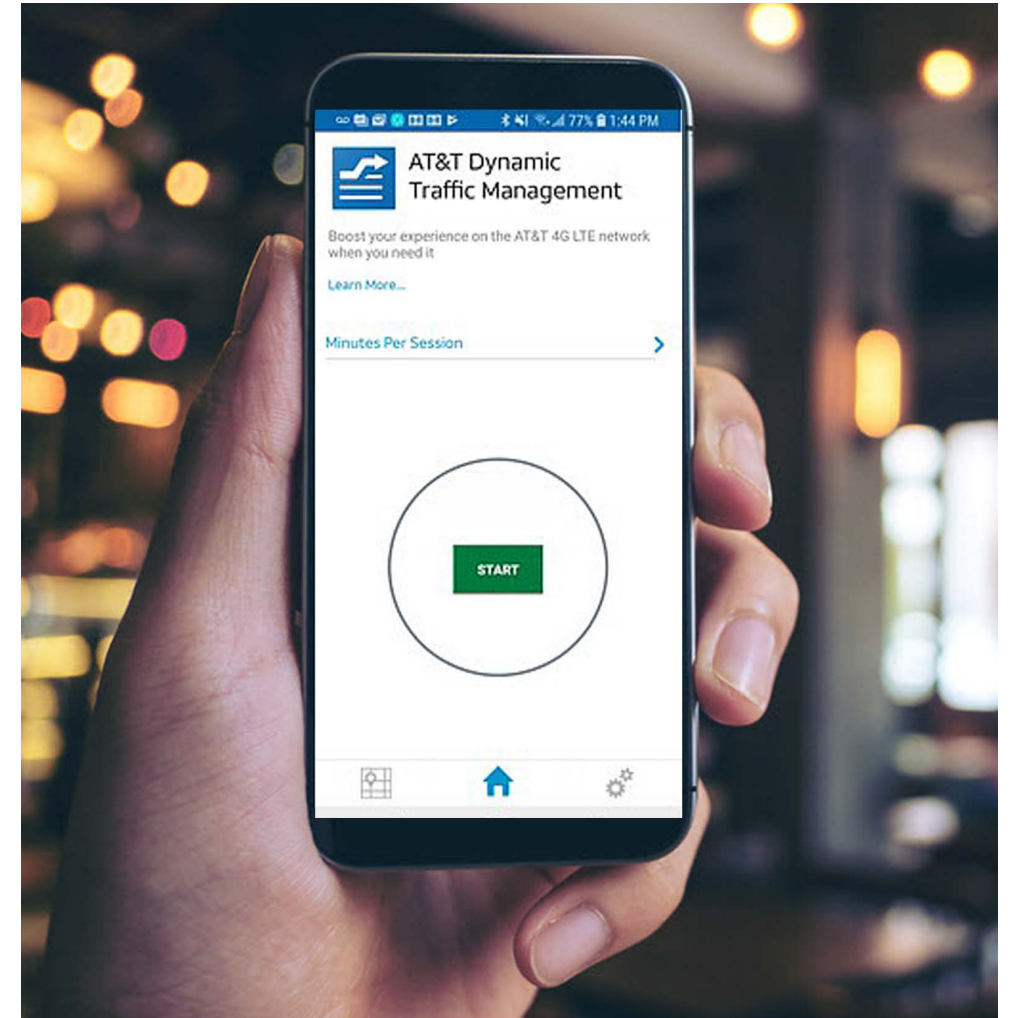 77% 1:44 PM
AT&T Dynamic
Traffic Management
Boost your experience on the AT&T 4G LTE network
when you need it
Learn More...
Minutes Per Session
START